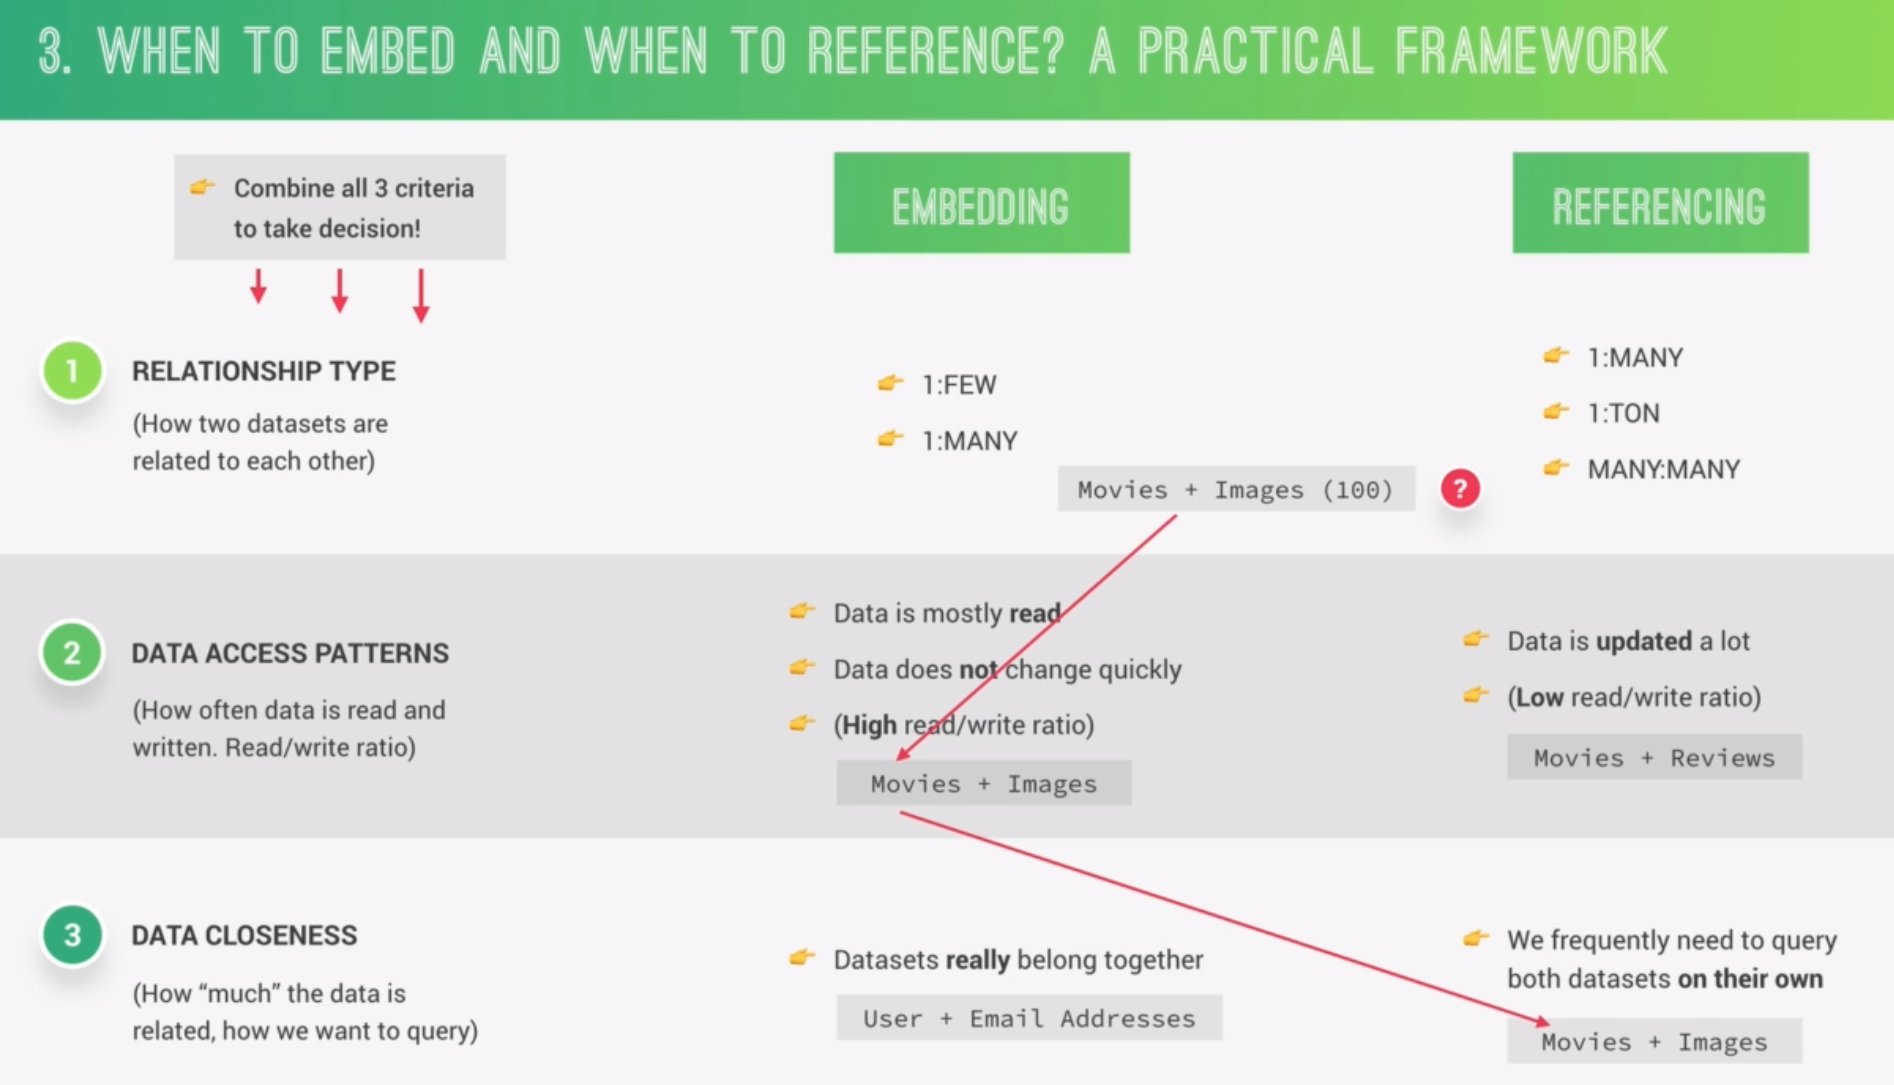 3. WHEN TO EMBED AND WHEN TO REFERENCE? A PRACTICAL FRAMEWORK
Combine all 3 criteria
to take decision!
EMBEDDING
REFERENCING
1
RELATIONSHIP TYPE
(How two datasets are
related to each other)
1:FEW
1:MANY
Movies + Images (100)
?
1:MANY
1:TON
MANY:MANY
2
DATA ACCESS PATTERNS
(How often data is read and
written. Read/write ratio)
Data is mostly read
Data does not change quickly
(High read/write ratio)
Movies + Images
Data is updated a lot
(Low read/write ratio)
Movies + Reviews
3
DATA CLOSENESS
(How “much” the data is
related, how we want to query)
Datasets really belong together
User + Email Addresses
We frequently need to query
both datasets on their own
Movies + Images